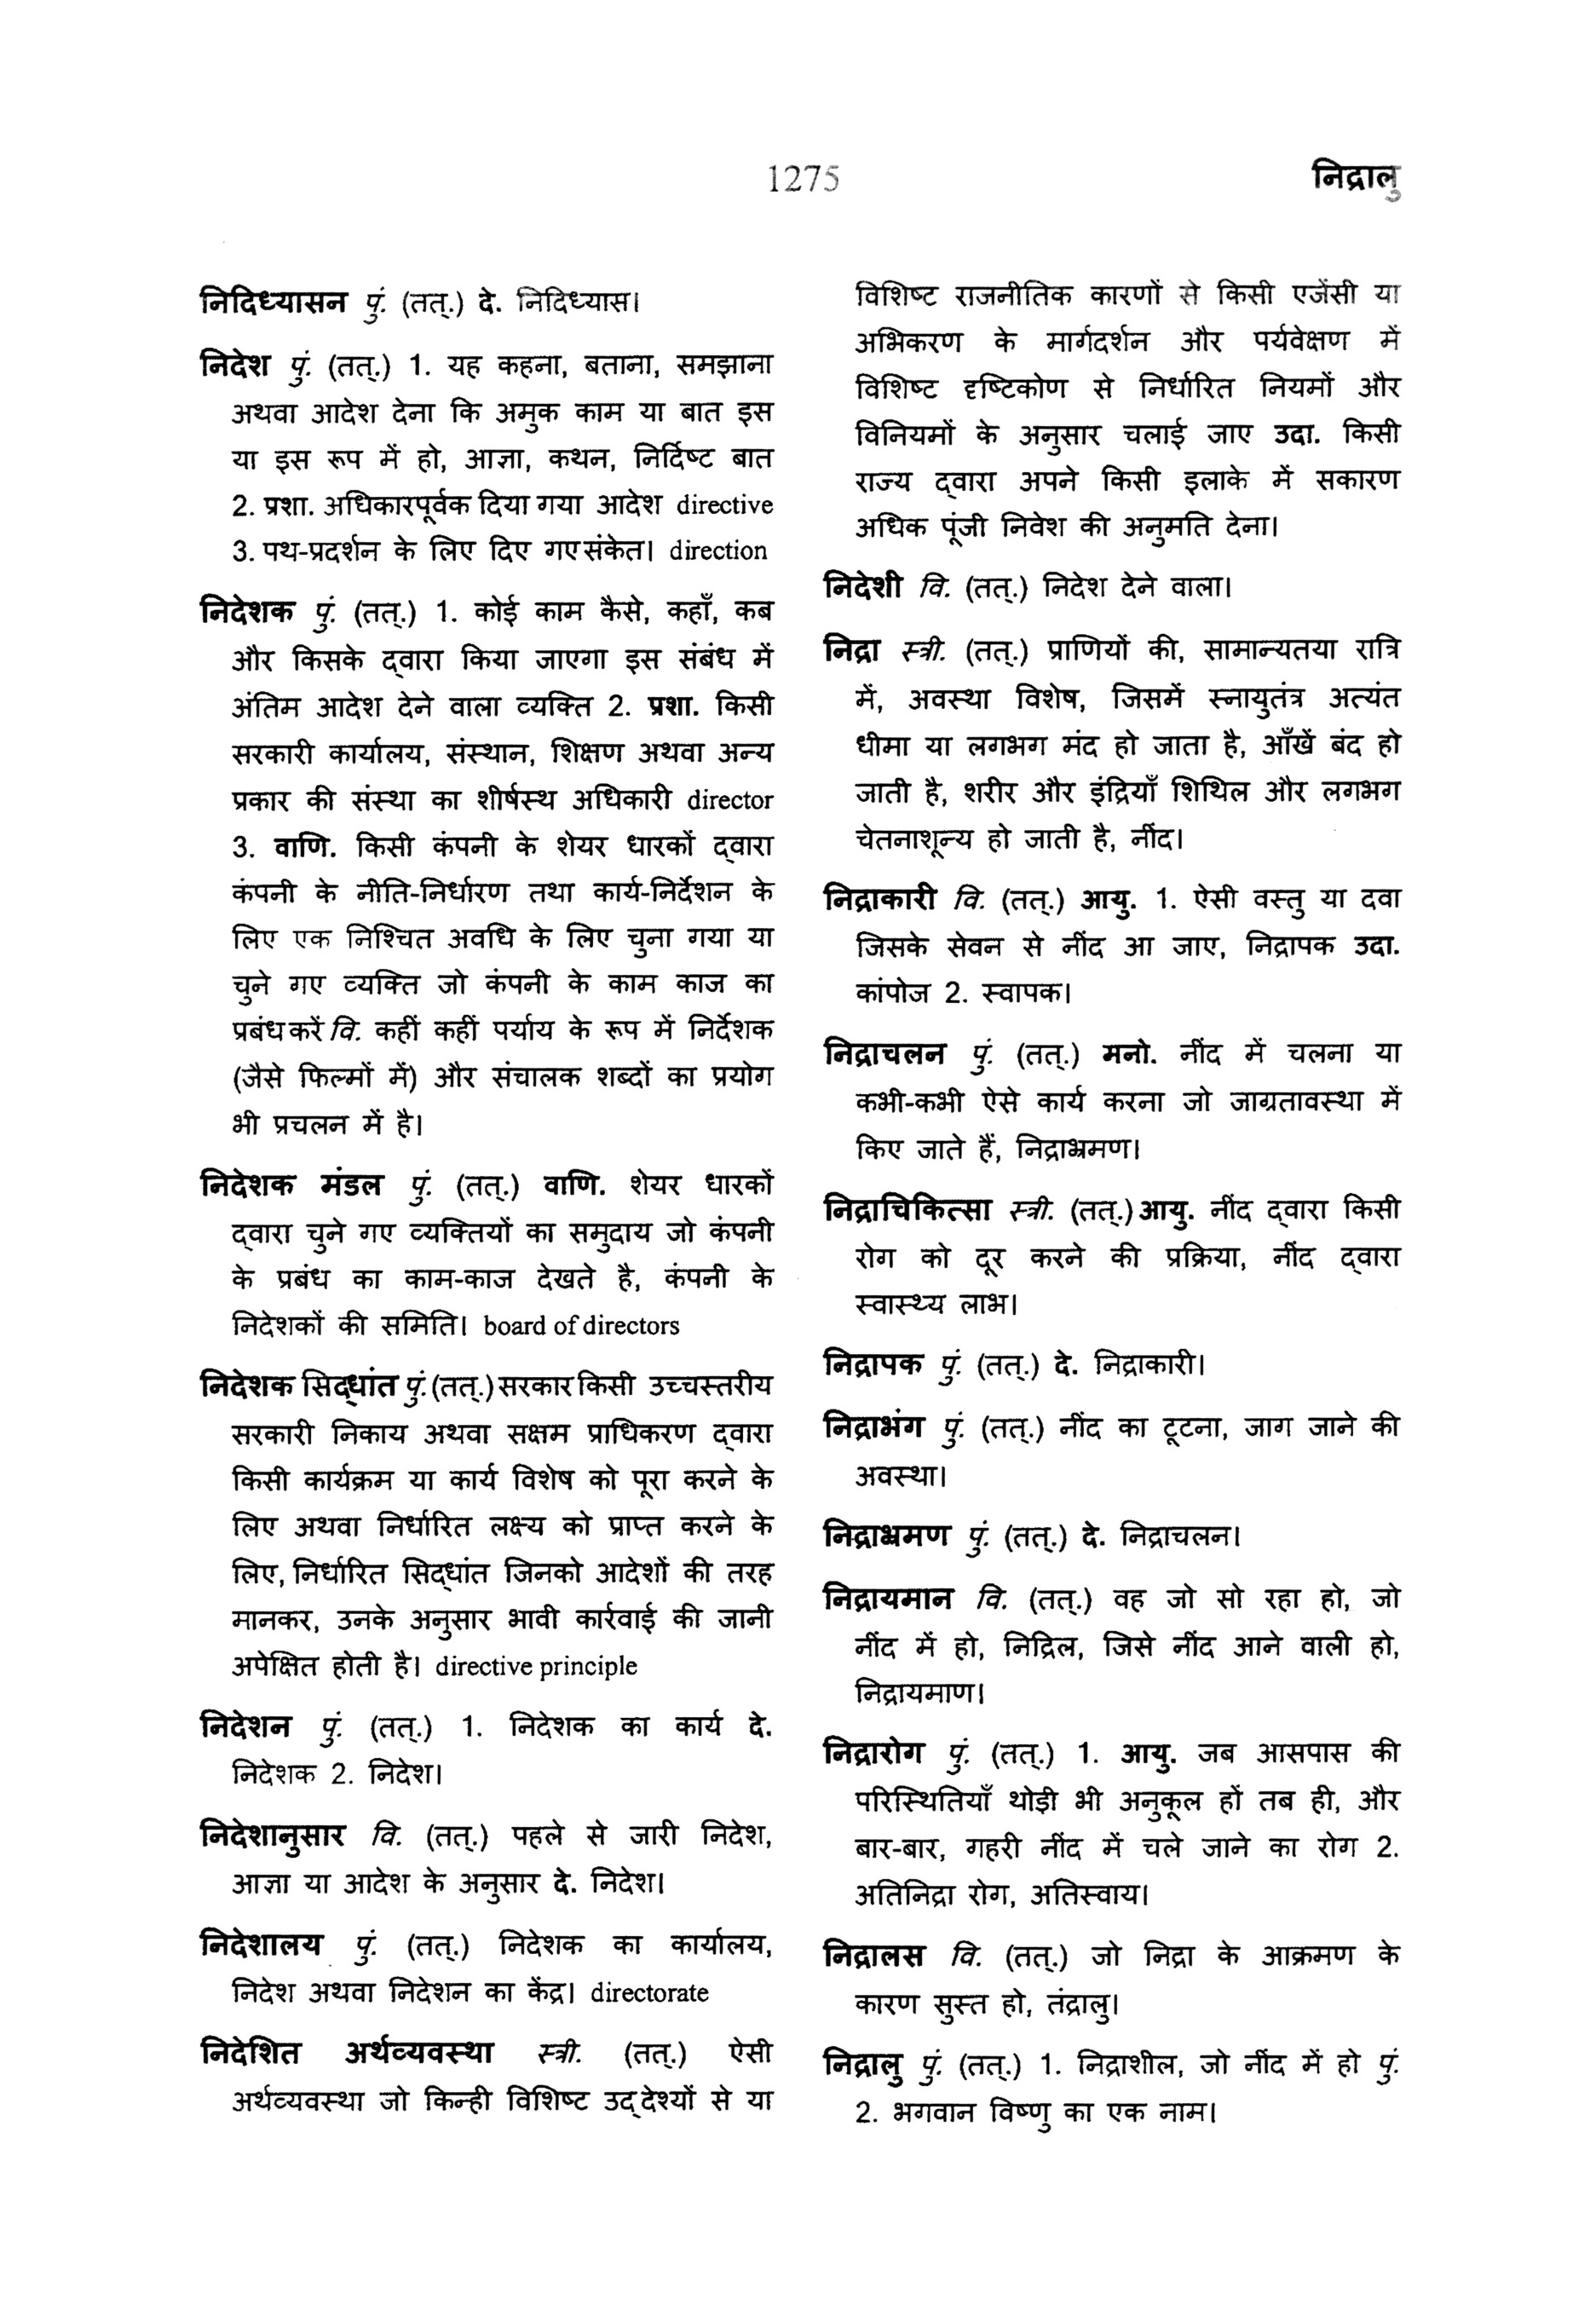 1275
निद्रालु
निदिध्यासन पुं. (तत्.) दे. निदिध्यास।
निदेश पुं. (तत्.) 1. यह कहना, बताना, समझाना
अथवा आदेश देना कि अमुक काम या बात इस
या इस रूप में हो, आज्ञा, कथन, निर्दिष्ट बात
2. प्रशा. अधिकारपूर्वक दिया गया आदेश directive
3. पथ-प्रदर्शन के लिए दिए गए संकेत। direction
निदेशक पुं. (तत्.) 1. कोई काम कैसे, कहाँ, कब
और किसके द्वारा किया जाएगा इस संबंध में
अंतिम आदेश देने वाला व्यक्ति 2. प्रशा. किसी
सरकारी कार्यालय, संस्थान, शिक्षण अथवा अन्य
प्रकार की संस्था का शीर्षस्थ अधिकारी director
3. वाणि. किसी कंपनी के शेयर धारकों द्वारा
कंपनी के नीति-निर्धारण तथा कार्य-निर्देशन के
लिए एक निश्चित अवधि के लिए चुना गया या
चुने गए व्यक्ति जो कंपनी के काम काज का
प्रबंध करें वि. कहीं कहीं पर्याय के रूप में निर्देशक
(जैसे फिल्मों में) और संचालक शब्दों का प्रयोग
भी प्रचलन में है।
निदेशक मंडल पुं. (तत्.) वाणि. शेयर धारकों
द्वारा चुने गए व्यक्तियों का समुदाय जो कंपनी
के प्रबंध का काम-काज देखते है, कंपनी के
निदेशकों की समिति। board of directors
निदेशक सिद्धांत पुं. (तत्.) सरकार किसी उच्चस्तरीय
सरकारी निकाय अथवा सक्षम प्राधिकरण द्वारा
किसी कार्यक्रम या कार्य विशेष को पूरा करने के
लिए अथवा निर्धारित लक्ष्य को प्राप्त करने के
लिए, निर्धारित सिद्धांत जिनको आदेशों की तरह
मानकर, उनके अनुसार भावी कार्रवाई की जानी
अपेक्षित होती है। directive principle
निदेशन पुं. (तत्.) 1. निदेशक का कार्य दे.
निदेशक 2. निदेश।
निदेशानुसार वि. (तत्.) पहले से जारी निदेश,
आज्ञा या आदेश के अनुसार दे. निदेश।
निदेशालय पुं. (तत्.) निदेशक का कार्यालय,
निदेश अथवा निदेशन का केंद्र। directorate
निदेशित अर्थव्यवस्था स्त्री. (तत्.) ऐसी
अर्थव्यवस्था जो किन्ही विशिष्ट उद्देश्यों से या
विशिष्ट राजनीतिक कारणों से किसी एजेंसी या
अभिकरण के मार्गदर्शन और पर्यवेक्षण में
विशिष्ट दृष्टिकोण से निर्धारित नियमों और
विनियमों के अनुसार चलाई जाए उदा. किसी
राज्य द्वारा अपने किसी इलाके में सकारण
अधिक पूंजी निवेश की अनुमति देना।
निदेशी वि. (तत्.) निदेश देने वाला।
निद्रा स्त्री. (तत्.) प्राणियों की, सामान्यतया रात्रि
में, अवस्था विशेष, जिसमें स्नायुतंत्र अत्यंत
धीमा या लगभग मंद हो जाता है, आँखें बंद हो
जाती है, शरीर और इंद्रियाँ शिथिल और लगभग
चेतनाशून्य हो जाती है, नींद।
निद्राकारी वि. (तत्.) आयु. 1. ऐसी वस्तु या दवा
जिसके सेवन से नींद आ जाए, निद्रापक उदा.
कांपोज 2. स्वापक।
निद्राचलन पुं. (तत्.) मनो. नींद में चलना या
कभी-कभी ऐसे कार्य करना जो जाग्रतावस्था में
किए जाते हैं, निद्राभ्रमण।
निद्राचिकित्सा स्त्री. (तत्.) आयु. नींद द्वारा किसी
रोग को दूर करने की प्रक्रिया, नींद द्वारा
स्वास्थ्य लाभ।
निद्रापक पुं. (तत्.) दे. निद्राकारी।
निद्राभंग पुं. (तत्.) नींद का टूटना, जाग जाने की
अवस्था।
निद्राभ्रमण पुं. (तत्.) दे. निद्राचलन।
निद्रायमान वि. (तत्.) वह जो सो रहा हो, जो
नींद में हो, निद्रिल, जिसे नींद आने वाली हो,
निद्रायमाण।
निद्रारोग पुं. (तत्.) 1. आयु. जब आसपास की
परिस्थितियाँ थोड़ी भी अनुकूल हों तब ही, और
बार-बार, गहरी नींद में चले जाने का रोग 2.
अतिनिद्रा रोग, अतिस्वाय।
निद्रालस वि. (तत्.) जो निद्रा के आक्रमण के
कारण सुस्त हो, तंद्रालु।
निद्रालु पुं. (तत्.) 1. निद्राशील, जो नींद में हो पुं.
2. भगवान विष्णु का एक नाम।